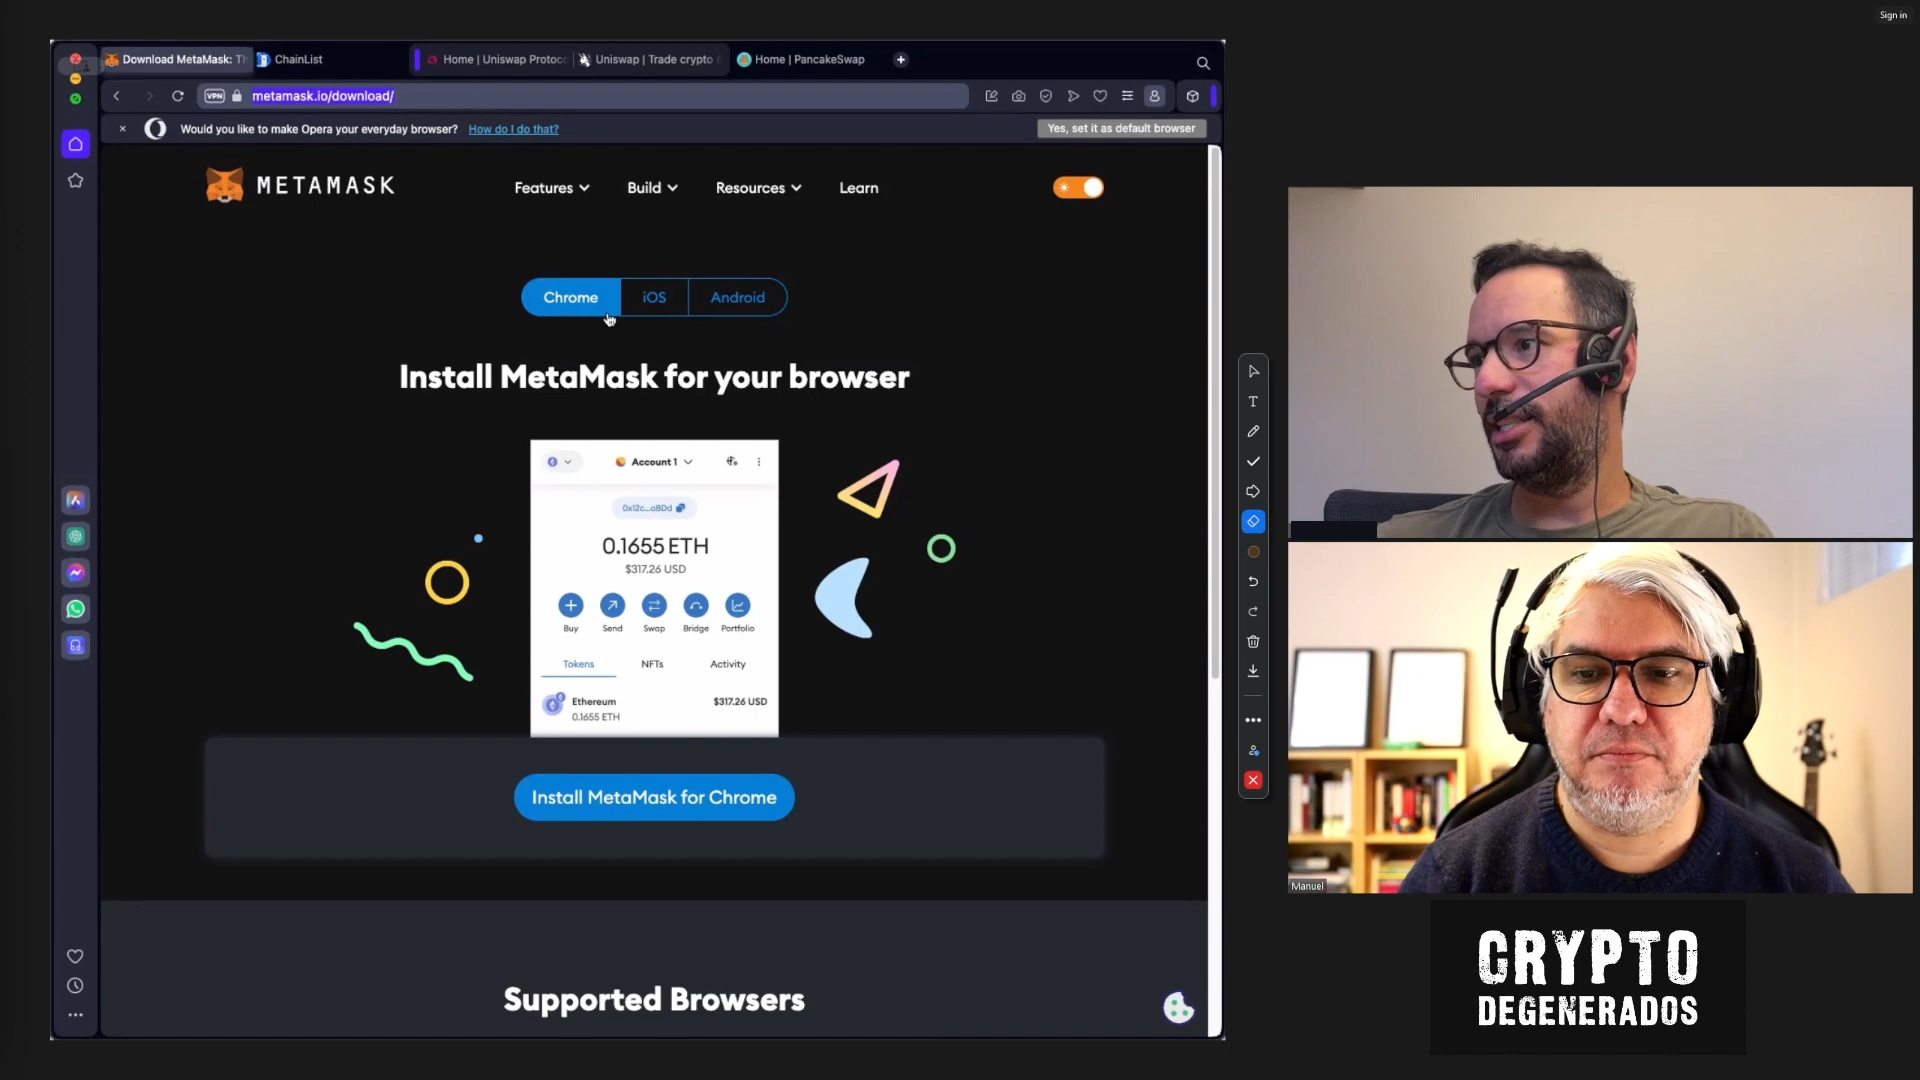 Sign in
Download MetaMask: Th
ChainList
Home | Uniswap Protoco
Uniswap | Trade crypto
Home | PancakeSwap
VPN
metamask.io/download/
Would you like to make Opera your everyday browser? How do I do that?
Yes, set it as default browser
METAMASK
Features
Build
Resources
Learn
Chrome
iOS
Android
Install MetaMask for your browser
Account 1
0x12c...aBDd
0.1655 ETH
$317.26 USD
Buy
Send
Swap
Bridge
Portfolio
Tokens
NFTs
Activity
Ethereum
$317.26 USD
0.1655 ETH
Install MetaMask for Chrome
Supported Browsers
T
Manuel
CRYPTO
DEGENERADOS